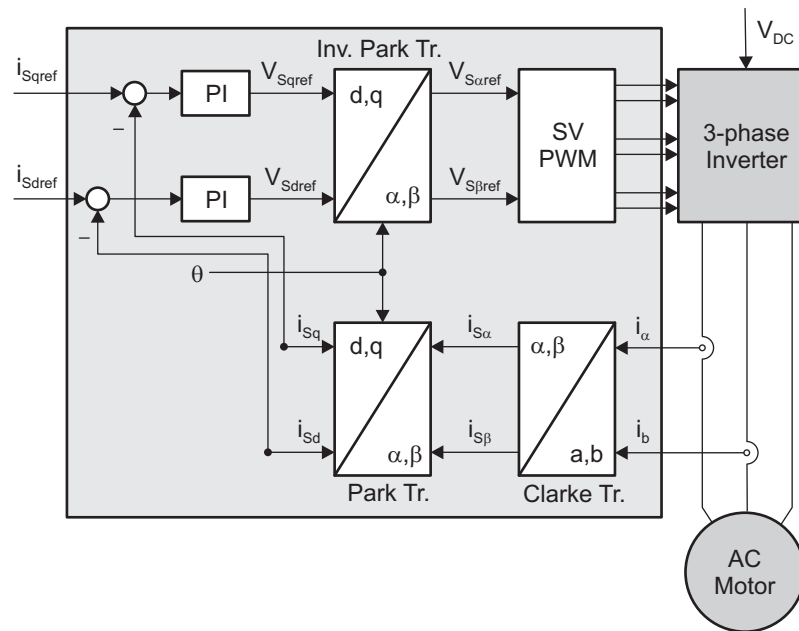 Inv. Park Tr.
V_DC
i_Sqref
PI
V_Sqref
d,q
V_Sαref
SV
PWM
3-phase
Inverter
–
i_Sdref
PI
V_Sdref
α,β
V_Sβref
–
θ
i_Sq
d,q
i_Sα
α,β
i_α
i_Sd
α,β
i_Sβ
a,b
i_b
Park Tr.
Clarke Tr.
AC
Motor